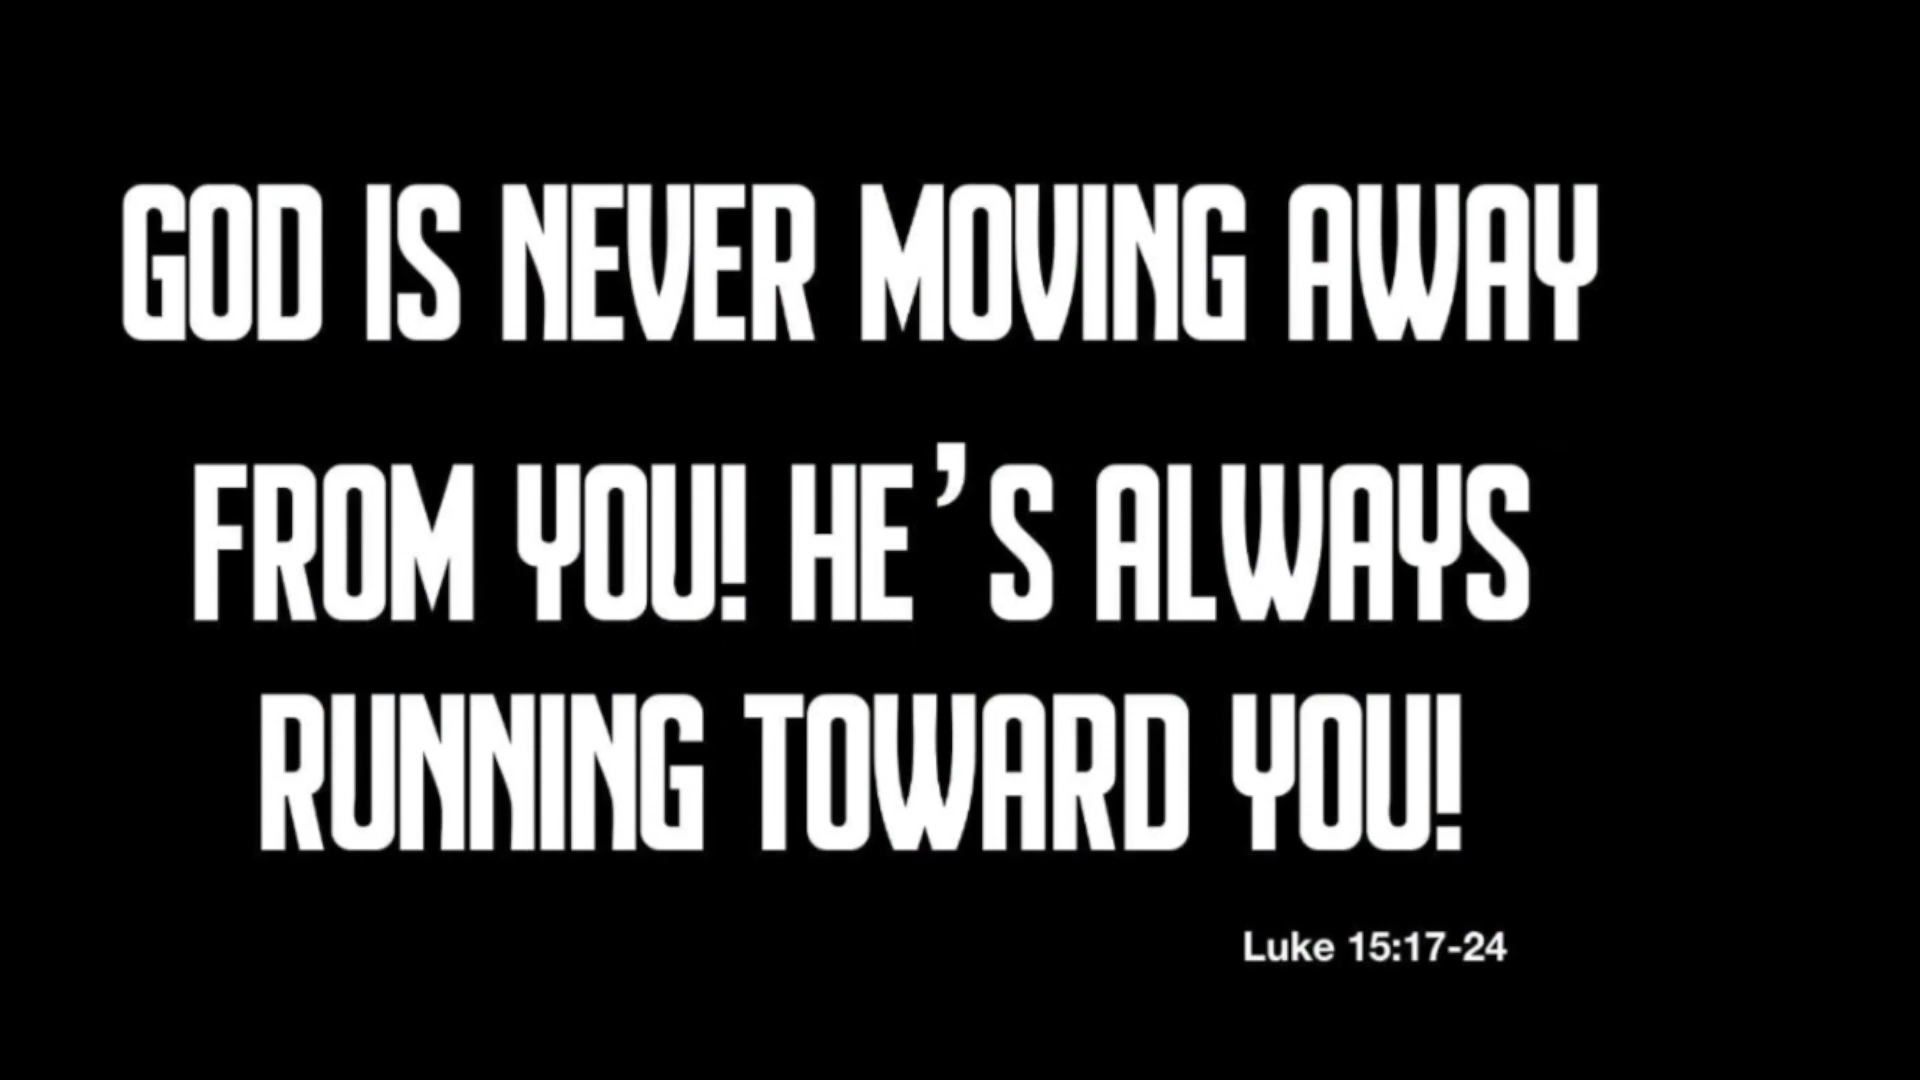 GOD IS NEVER MOVING AWAY
FROM YOU! HE’S ALWAYS
RUNNING TOWARD YOU!
Luke 15:17-24